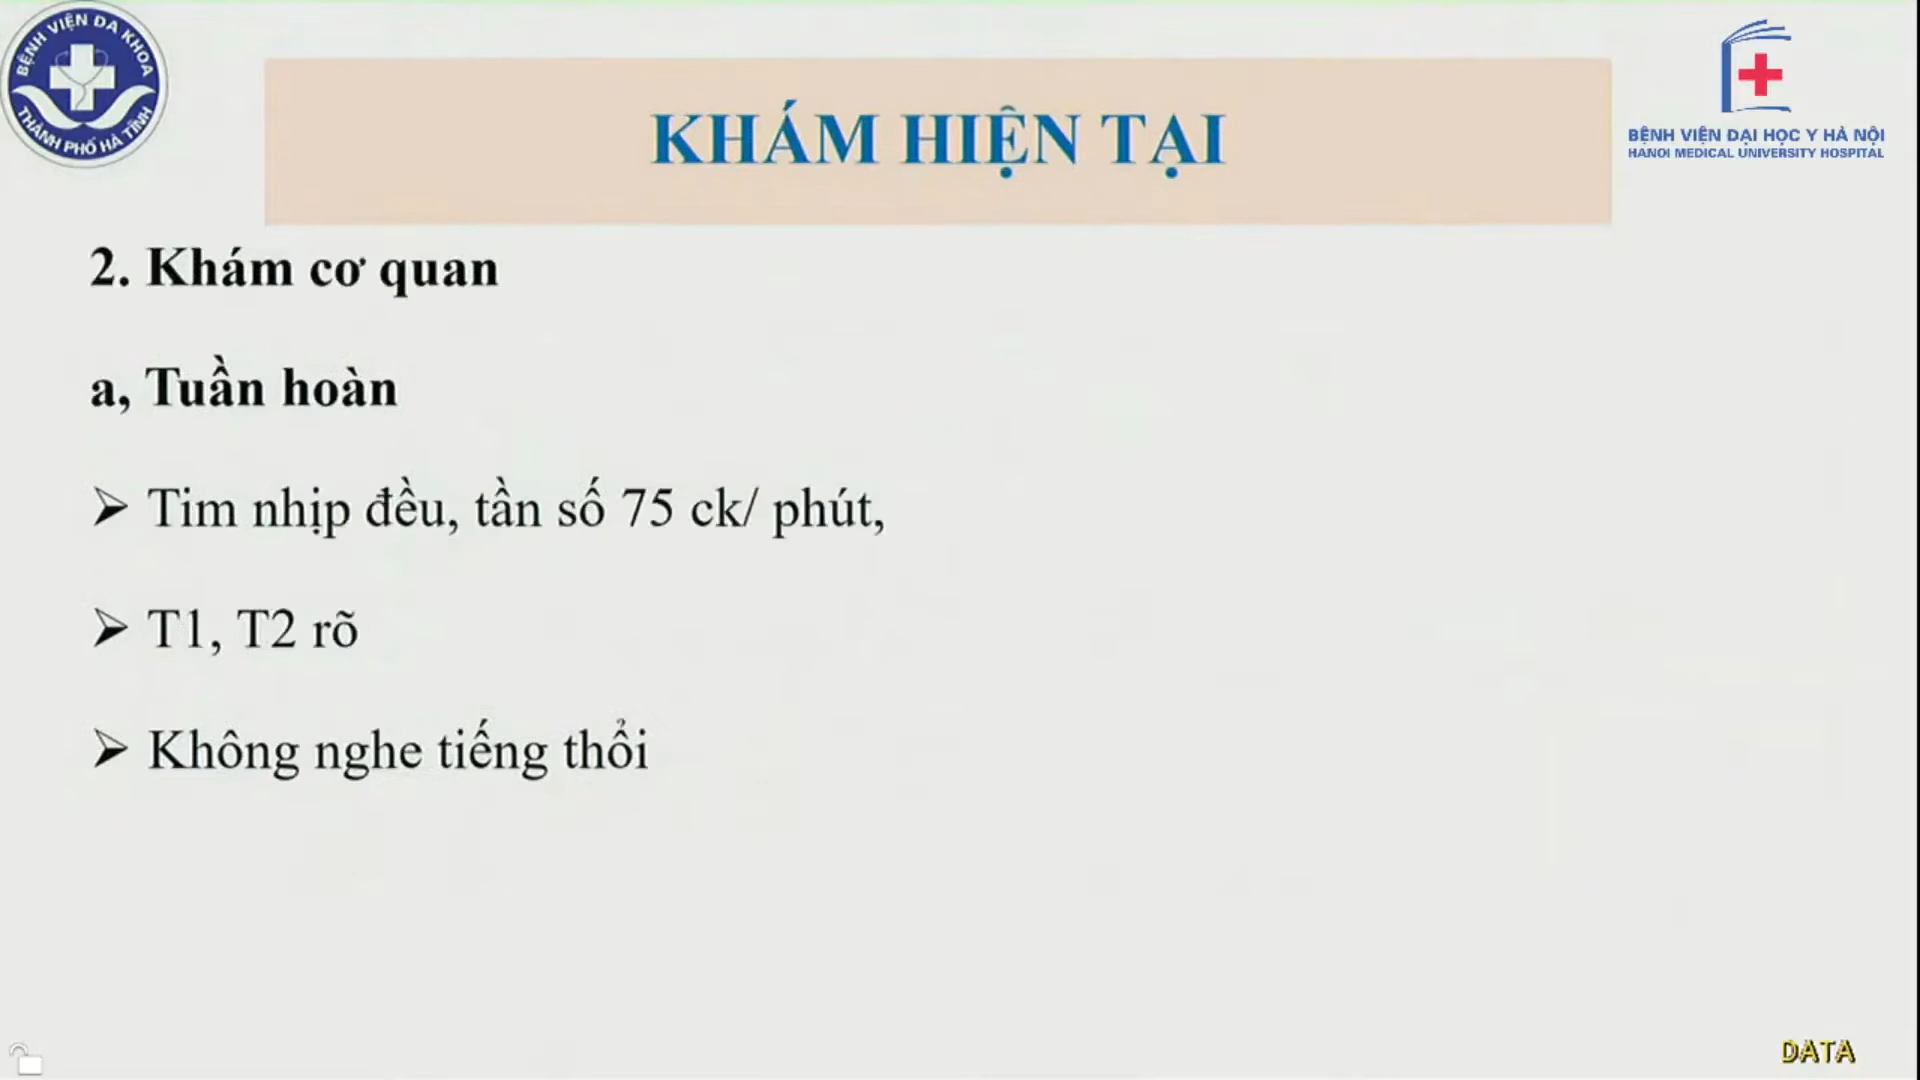 BỆNH VIỆN ĐA KHOA
THÀNH PHỐ HÀ TĨNH
KHÁM HIỆN TẠI
BỆNH VIỆN ĐẠI HỌC Y HÀ NỘI
HANOI MEDICAL UNIVERSITY HOSPITAL
2. Khám cơ quan
a, Tuần hoàn
➢ Tim nhịp đều, tần số 75 ck/ phút,
➢ T1, T2 rõ
➢ Không nghe tiếng thổi
DATA